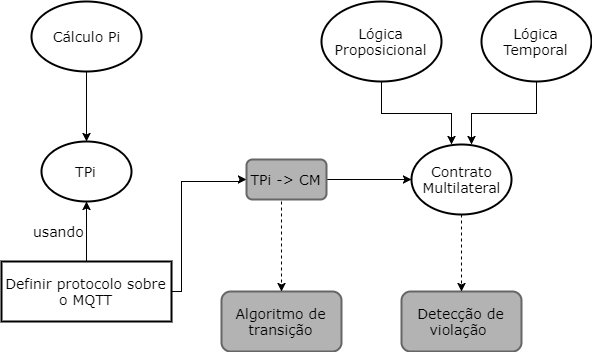 Cálculo Pi
Lógica
Proposicional
Lógica
Temporal
TPi
TPi -> CM
Contrato
Multilateral
usando
Definir protocolo sobre
o MQTT
Algoritmo de
transição
Detecção de
violação